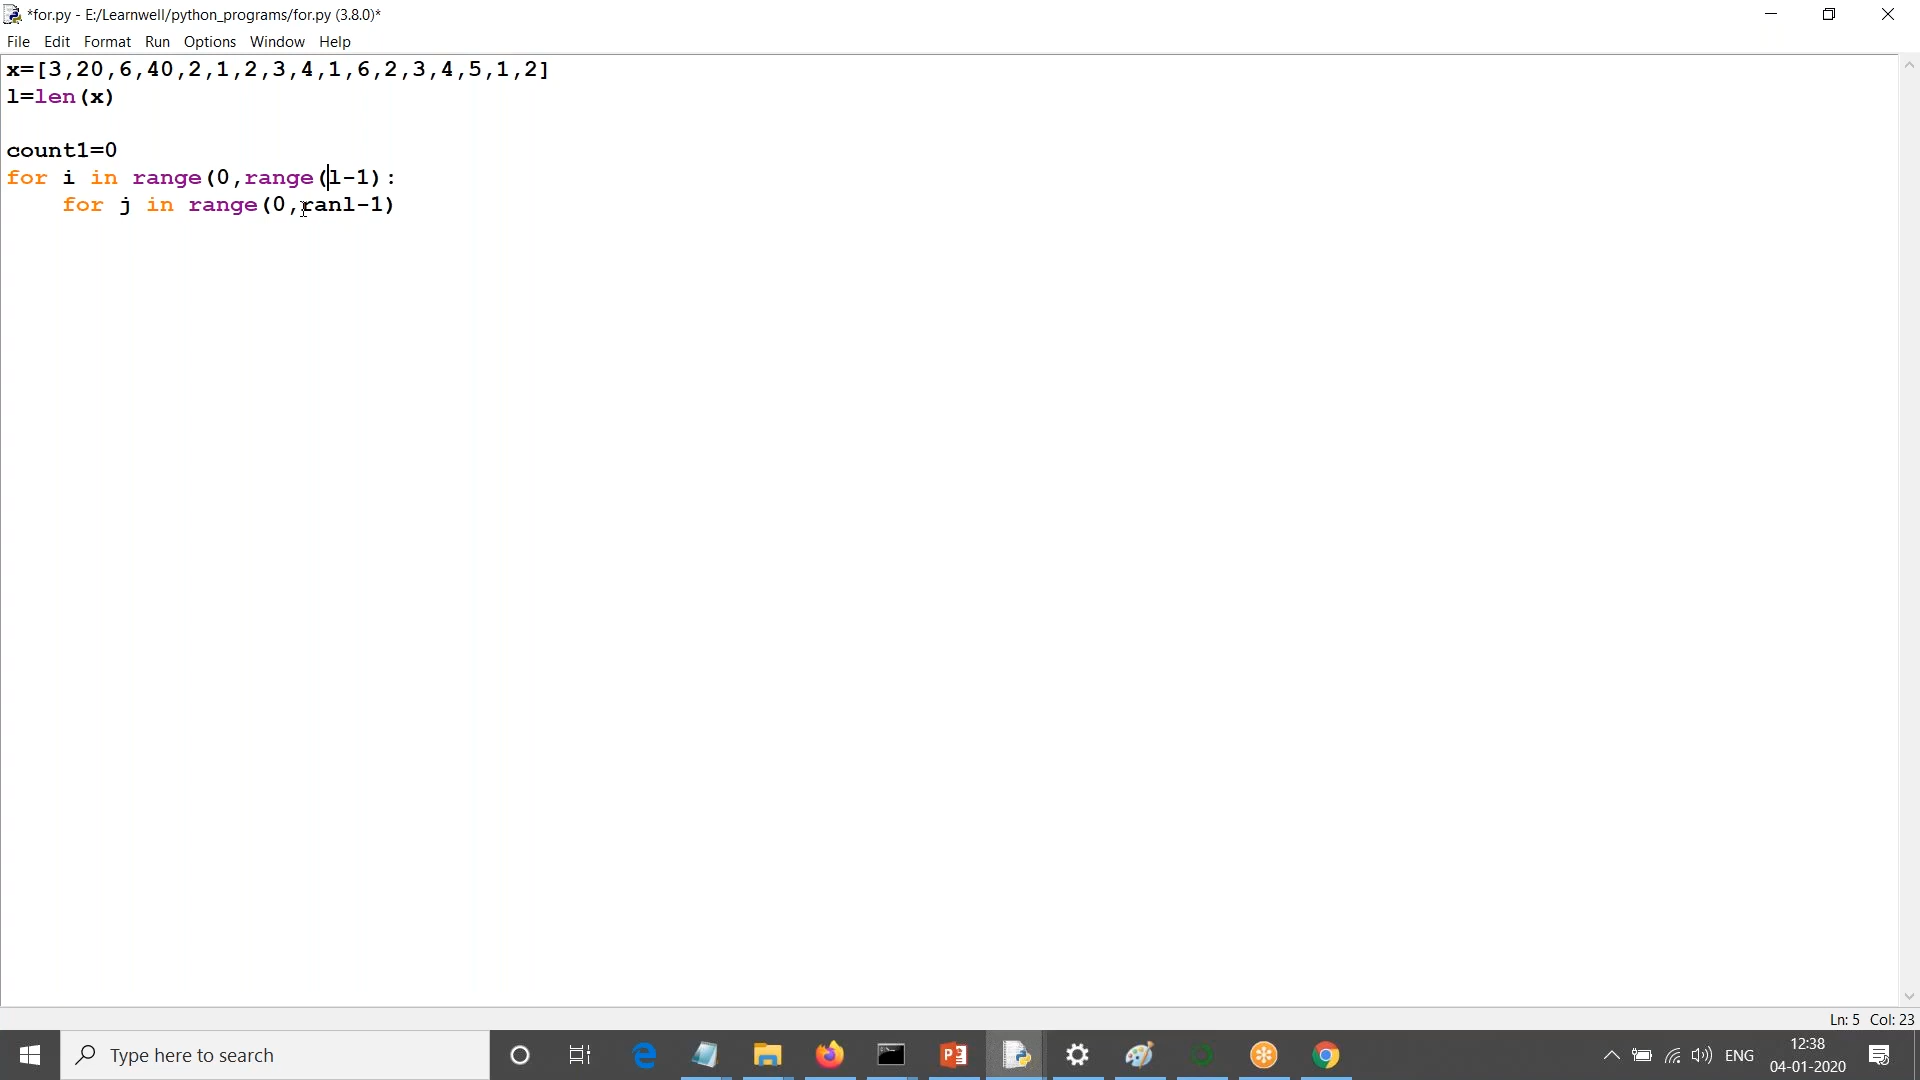 *for.py - E:/Learnwell/python_programs/for.py (3.8.0)*
File Edit Format Run Options Window Help
x=[3,20,6,40,2,1,2,3,4,1,6,2,3,4,5,1,2]
l=len(x)
count1=0
for i in range(0,range(l-1):
    for j in range(0,ranl-1)
Ln: 5 Col: 23
Type here to search
ENG
12:38
04-01-2020